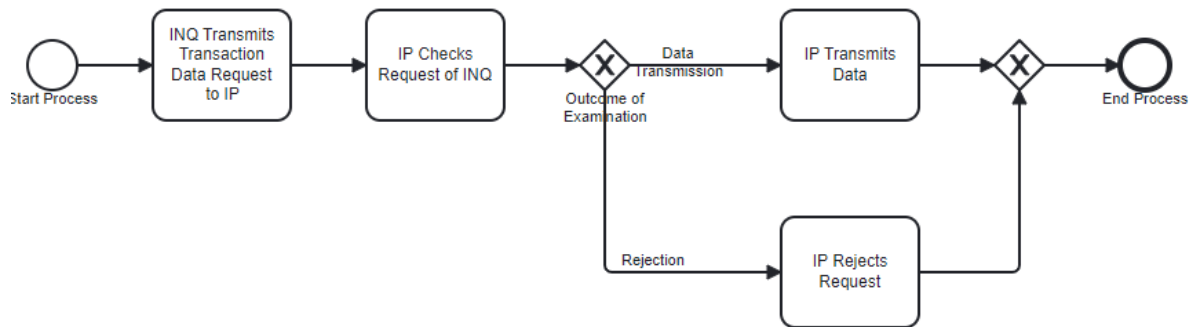 INQ Transmits
Transaction
Data Request
to IP
IP Checks
Request of INQ
Data
Transmission
IP Transmits
Data
Start Process
Outcome of
Examination
End Process
Rejection
IP Rejects
Request